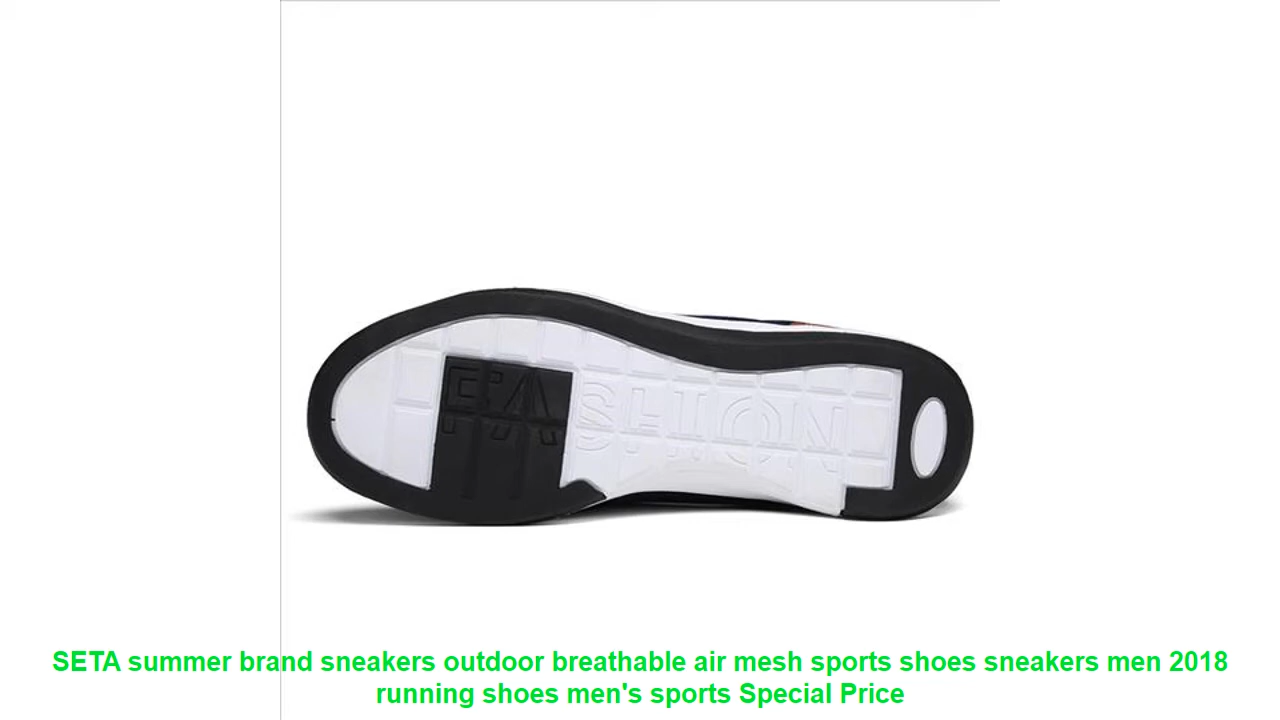 FASHION
SETA summer brand sneakers outdoor breathable air mesh sports shoes sneakers men 2018
running shoes men's sports Special Price